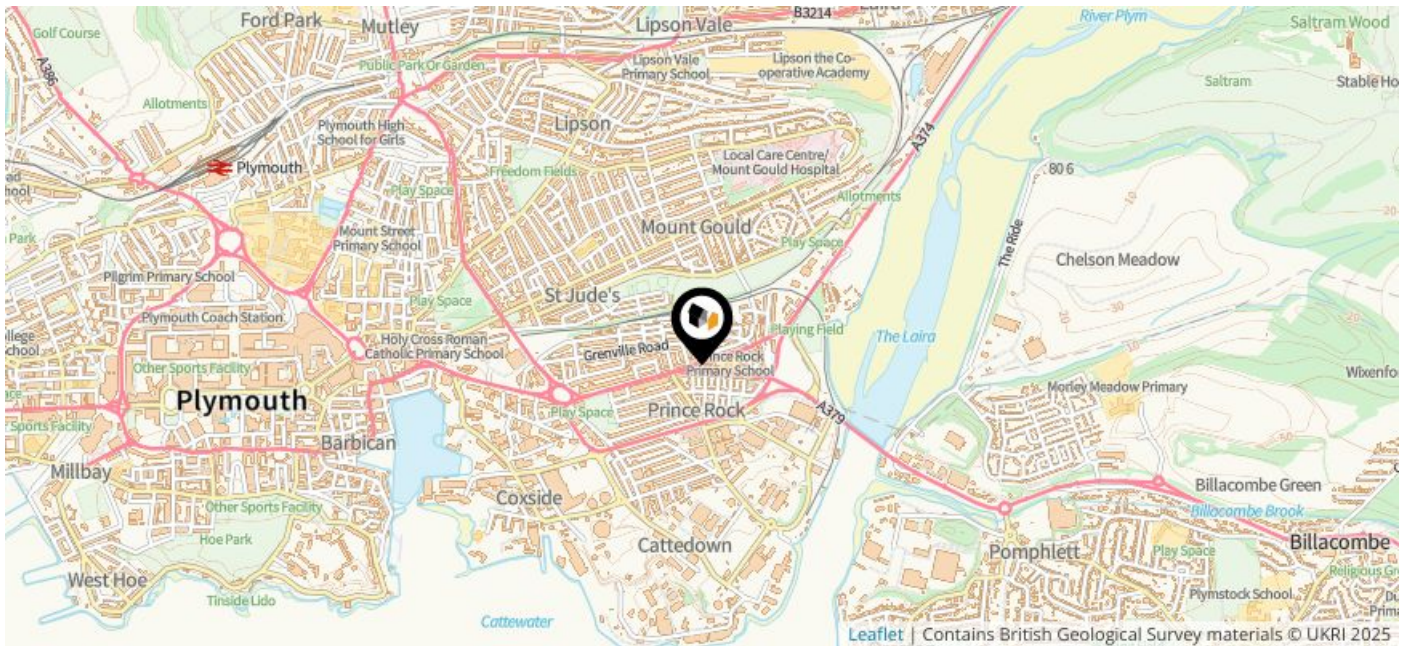 Ford Park
Mutley
Lipson Vale
B3214
River Plym
Saltram Wood
Golf Course
A386
Public Park Or Garden
Lipson Vale
Primary School
Lipson the Co-
operative Academy
Saltram
Stable Ho
Allotments
Plymouth High
School for Girls
Lipson
A374
Plymouth
Freedom Fields
Local Care Centre/
Mount Gould Hospital
80 6
Play Space
Allotments
10
20
Park
Mount Street
Primary School
Mount Gould
Play Space
The Ride
Chelson Meadow
Pilgrim Primary School
St Jude's
Play Space
Plymouth Coach Station
Holy Cross Roman
Catholic Primary School
Grenville Road
Playing Field
The Laira
Other Sports Facility
Prince Rock
Primary School
Plymouth
Morley Meadow Primary
Play Space
Prince Rock
A379
Sports Facility
Barbican
Millbay
Coxside
Billacombe Green
Other Sports Facility
Billacombe Brook
Hoe Park
Cattedown
Pomphlett
Play Space
Billacombe
West Hoe
Tinside Lido
Plymstock School
Cattewater
Leaflet | Contains British Geological Survey materials © UKRI 2025